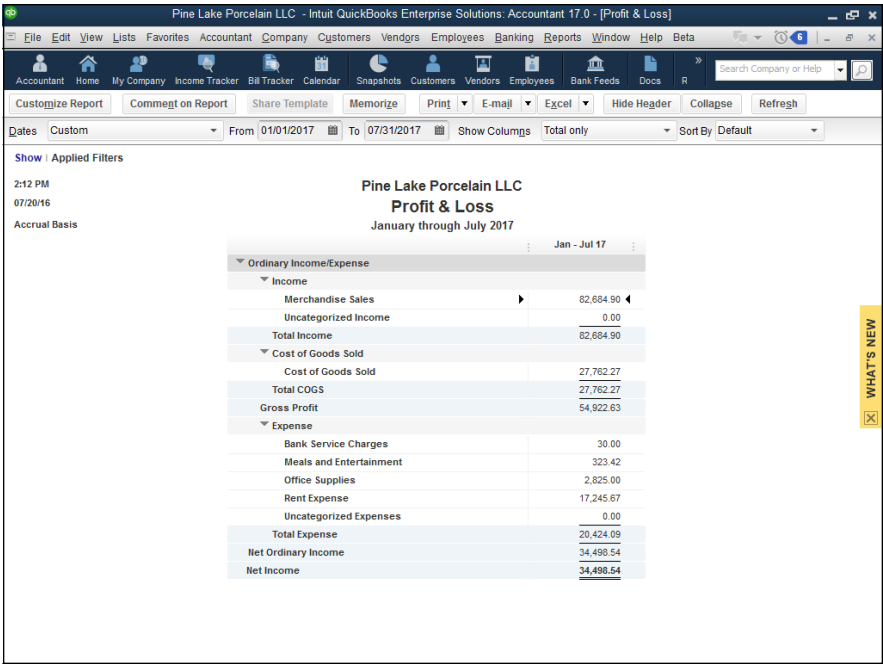 qb Pine Lake Porcelain LLC - Intuit QuickBooks Enterprise Solutions: Accountant 17.0 - [Profit & Loss]
File Edit View Lists Favorites Accountant Company Customers Vendors Employees Banking Reports Window Help Beta 6
Accountant Home My Company Income Tracker Bill Tracker Calendar Snapshots Customers Vendors Employees Bank Feeds Docs R » Search Company or Help
Customize Report Comment on Report Share Template Memorize Print E-mail Excel Hide Header Collapse Refresh
Dates Custom From 01/01/2017 To 07/31/2017 Show Columns Total only Sort By Default
Show | Applied Filters
2:12 PM
07/20/16
Accrual Basis
Pine Lake Porcelain LLC
Profit & Loss
January through July 2017
Jan - Jul 17
Ordinary Income/Expense
Income
Merchandise Sales 82,684.90
Uncategorized Income 0.00
Total Income 82,684.90
Cost of Goods Sold
Cost of Goods Sold 27,762.27
Total COGS 27,762.27
Gross Profit 54,922.63
Expense
Bank Service Charges 30.00
Meals and Entertainment 323.42
Office Supplies 2,825.00
Rent Expense 17,245.67
Uncategorized Expenses 0.00
Total Expense 20,424.09
Net Ordinary Income 34,498.54
Net Income 34,498.54
WHAT'S NEW